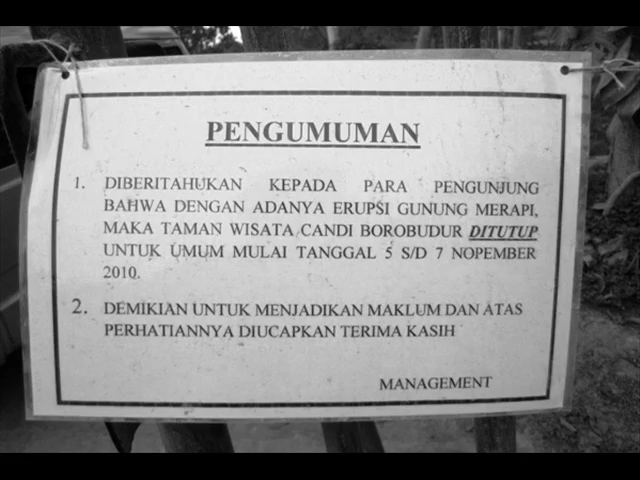 PENGUMUMAN
1. DIBERITAHUKAN KEPADA PARA PENGUNJUNG
BAHWA DENGAN ADANYA ERUPSI GUNUNG MERAPI,
MAKA TAMAN WISATA CANDI BOROBUDUR DITUTUP
UNTUK UMUM MULAI TANGGAL 5 S/D 7 NOPEMBER
2010.
2. DEMIKIAN UNTUK MENJADIKAN MAKLUM DAN ATAS
PERHATIANNYA DIUCAPKAN TERIMA KASIH
MANAGEMENT